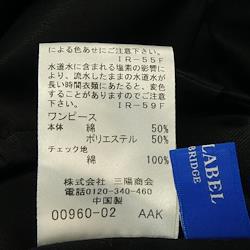 による色あせにご注意下さい。
IR-55F
水道水に含まれる塩素の影響に
より、流水したままの水道水が
長い時間衣類にあたると、変色
することがありますのでご注意
下さい。 IR-59F
ワンピース
本体 綿 50%
ポリエステル 50%
チェック地
綿 100%
株式会社 三陽商会
電話0120-340-460
中国製
00960-02 AAK
LABEL
BRIDGE